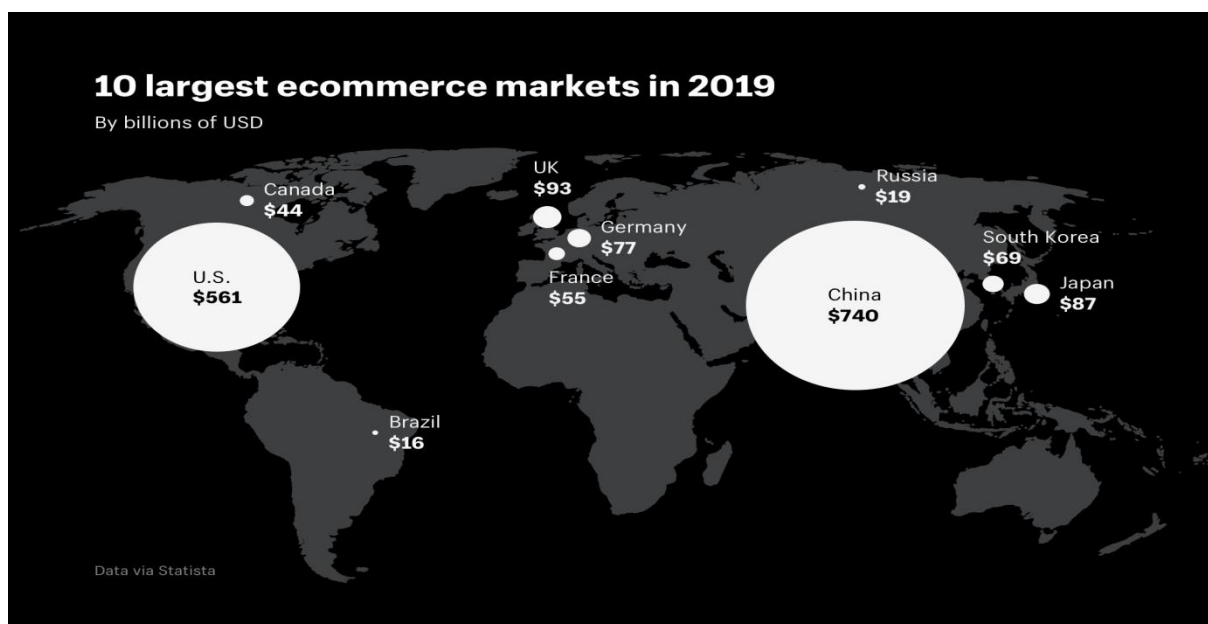 10 largest ecommerce markets in 2019
By billions of USD
Canada
$44
U.S.
$561
UK
$93
Germany
$77
France
$55
Russia
$19
South Korea
$69
Japan
$87
China
$740
Brazil
$16
Data via Statista